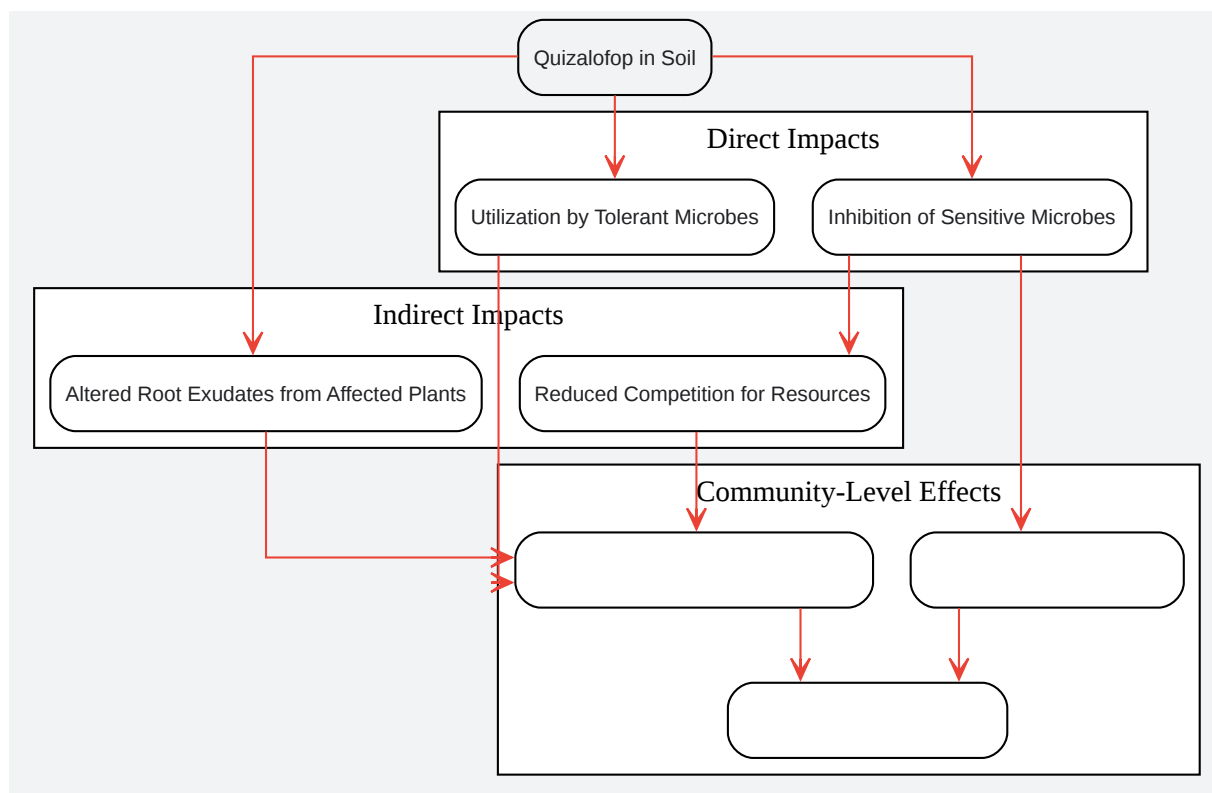 Quizalofop in Soil
Direct Impacts
Utilization by Tolerant Microbes
Inhibition of Sensitive Microbes
Indirect Impacts
Altered Root Exudates from Affected Plants
Reduced Competition for Resources
Community-Level Effects